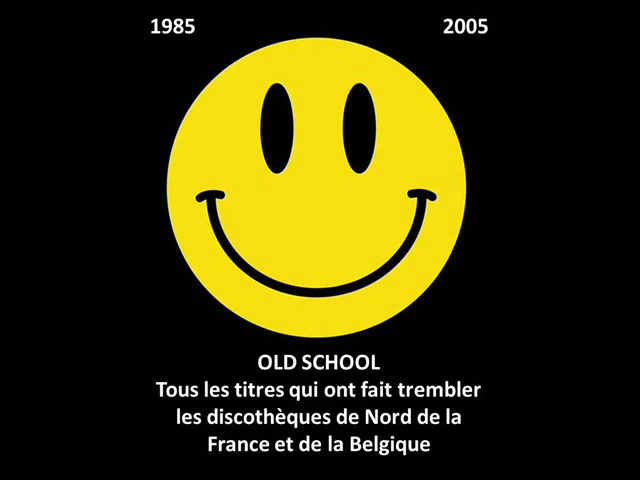 1985 2005
OLD SCHOOL
Tous les titres qui ont fait trembler
les discothèques de Nord de la
France et de la Belgique